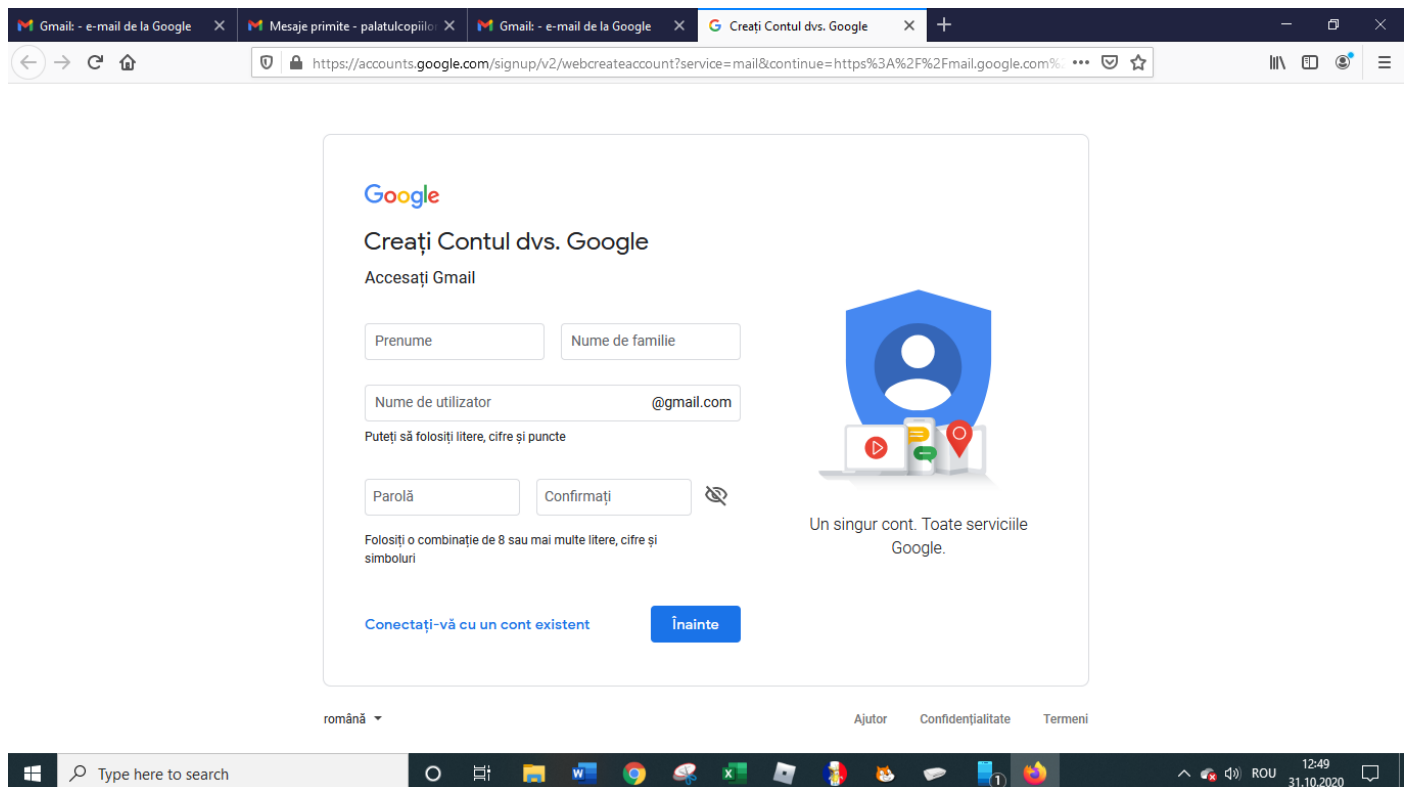 Gmail: - e-mail de la Google
Mesaje primite - palatulcopiilor
Gmail: - e-mail de la Google
Creați Contul dvs. Google
https://accounts.google.com/signup/v2/webcreateaccount?service=mail&continue=https%3A%2F%2Fmail.google.com%
Google
Creați Contul dvs. Google
Accesați Gmail
Prenume
Nume de familie
Nume de utilizator @gmail.com
Puteți să folosiți litere, cifre și puncte
Parolă
Confirmați
Folosiți o combinație de 8 sau mai multe litere, cifre și
simboluri
Un singur cont. Toate serviciile
Google.
Conectați-vă cu un cont existent
Înainte
română
Ajutor
Confidențialitate
Termeni
Type here to search
1
ROU
12:49
31.10.2020